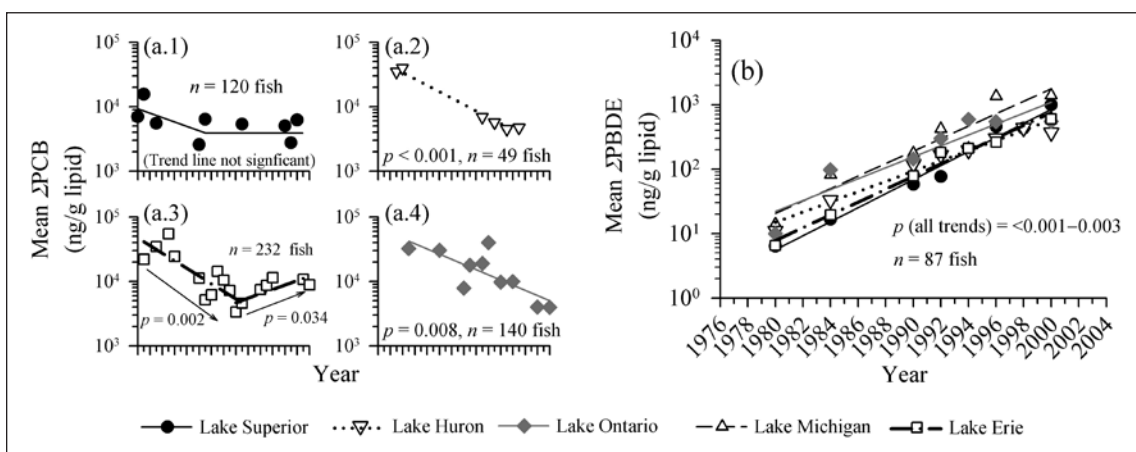 (a.1)
n = 120 fish
(Trend line not signficant)
(a.2)
p < 0.001, n = 49 fish
(a.3)
n = 232 fish
p = 0.002
p = 0.034
(a.4)
p = 0.008, n = 140 fish
10⁵
10⁴
10³
10⁵
10⁴
10³
10⁵
10⁴
10³
10⁵
10⁴
10³
Mean ΣPCB
(ng/g lipid)
Year
(b)
Mean ΣPBDE
(ng/g lipid)
10⁴
10³
10²
10¹
10⁰
p (all trends) = <0.001–0.003
n = 87 fish
1976 1978 1980 1982 1984 1986 1988 1990 1992 1994 1996 1998 2000 2002 2004
Year
Lake Superior Lake Huron Lake Ontario Lake Michigan Lake Erie